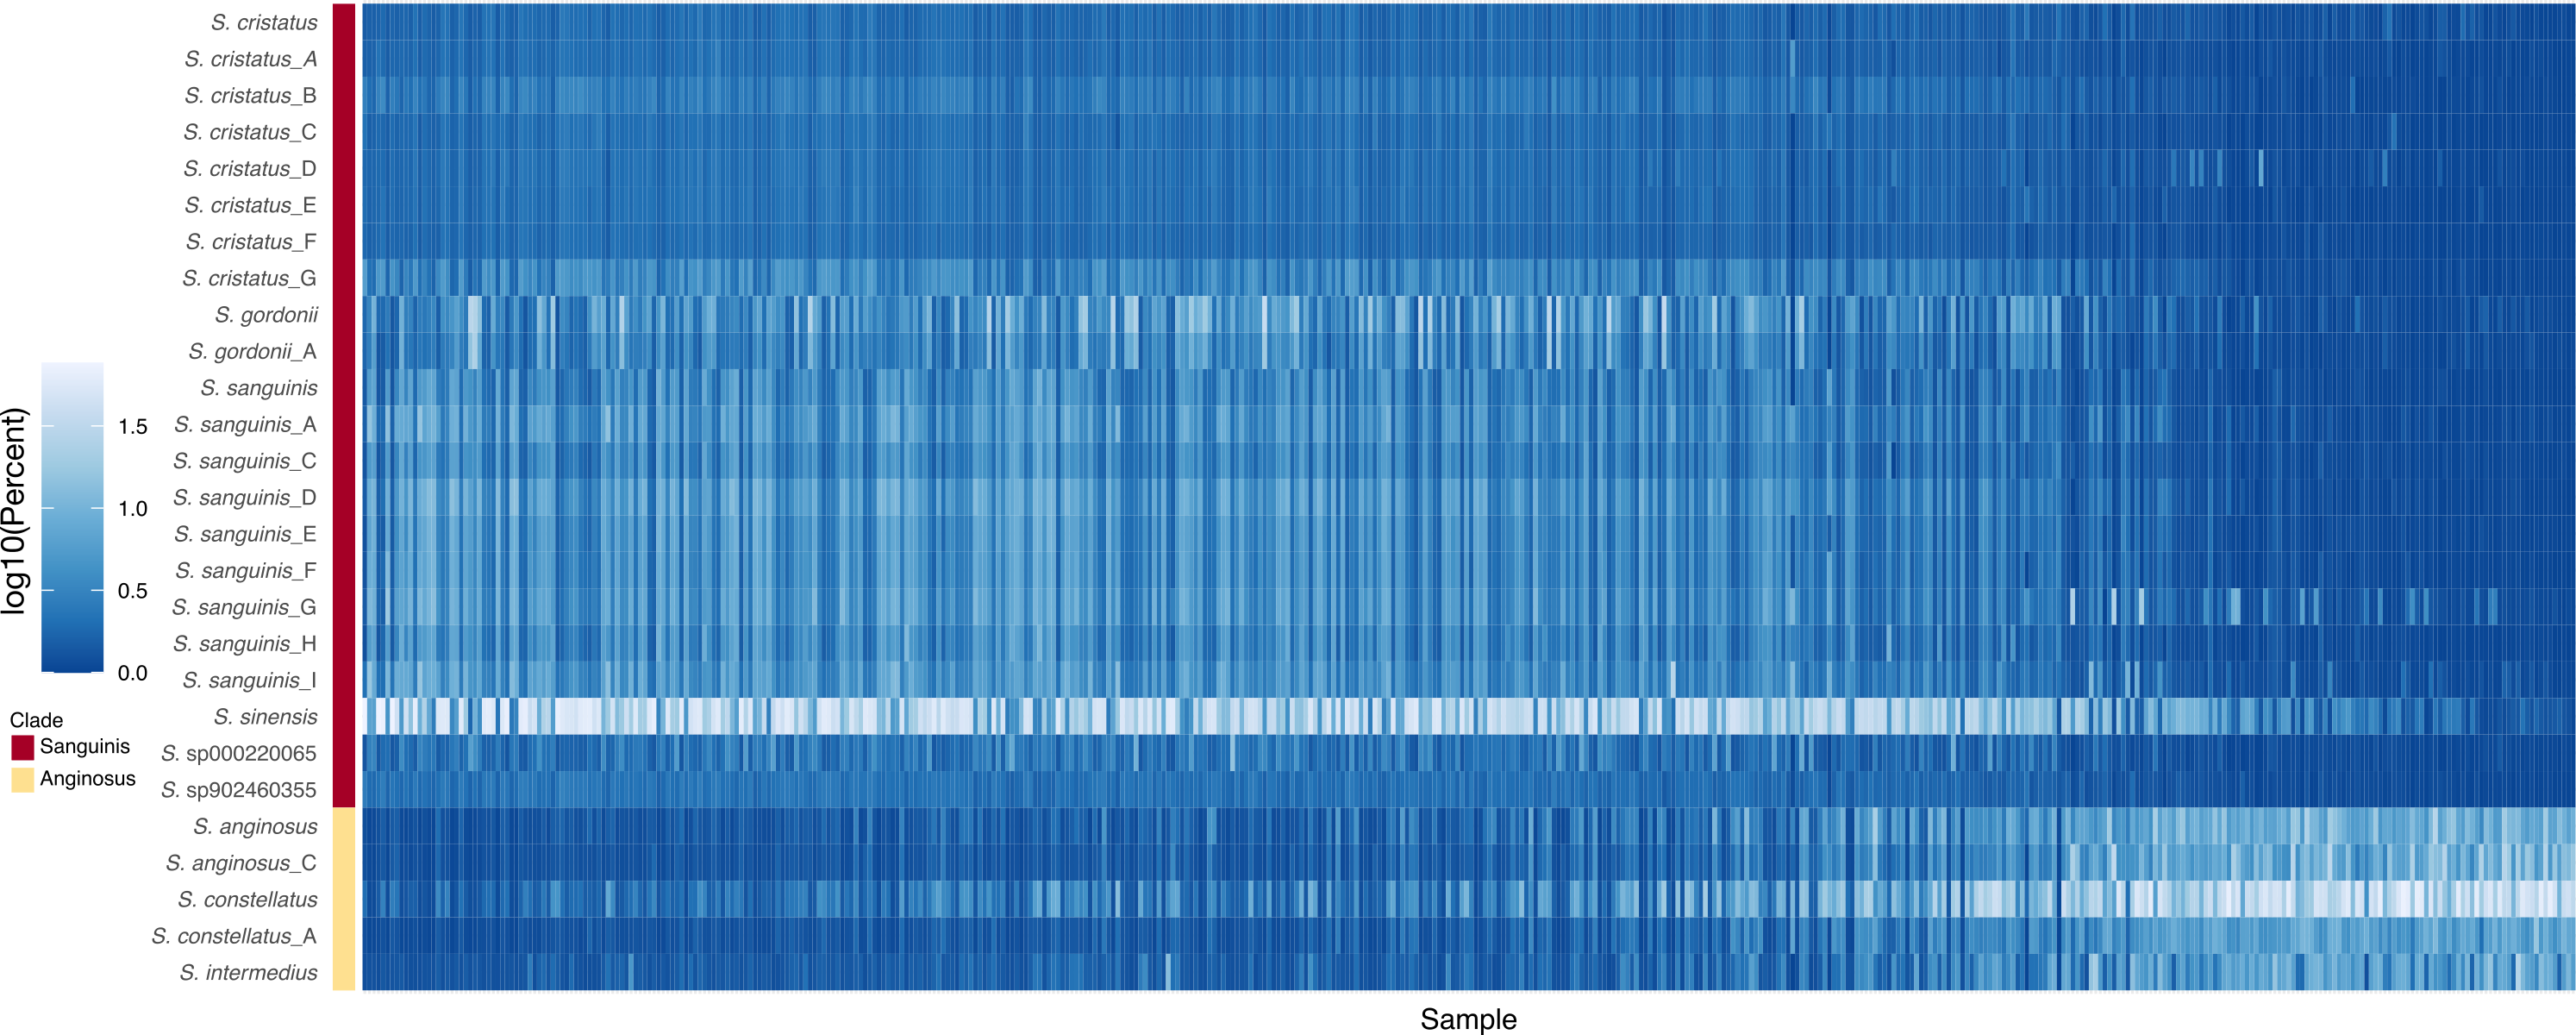 S. cristatus
S. cristatus_A
S. cristatus_B
S. cristatus_C
S. cristatus_D
S. cristatus_E
S. cristatus_F
S. cristatus_G
S. gordonii
S. gordonii_A
S. sanguinis
S. sanguinis_A
S. sanguinis_C
S. sanguinis_D
S. sanguinis_E
S. sanguinis_F
S. sanguinis_G
S. sanguinis_H
S. sanguinis_I
S. sinensis
S. sp000220065
S. sp902460355
S. anginosus
S. anginosus_C
S. constellatus
S. constellatus_A
S. intermedius
log10(Percent)
1.5
1.0
0.5
0.0
Clade
Sanguinis
Anginosus
Sample